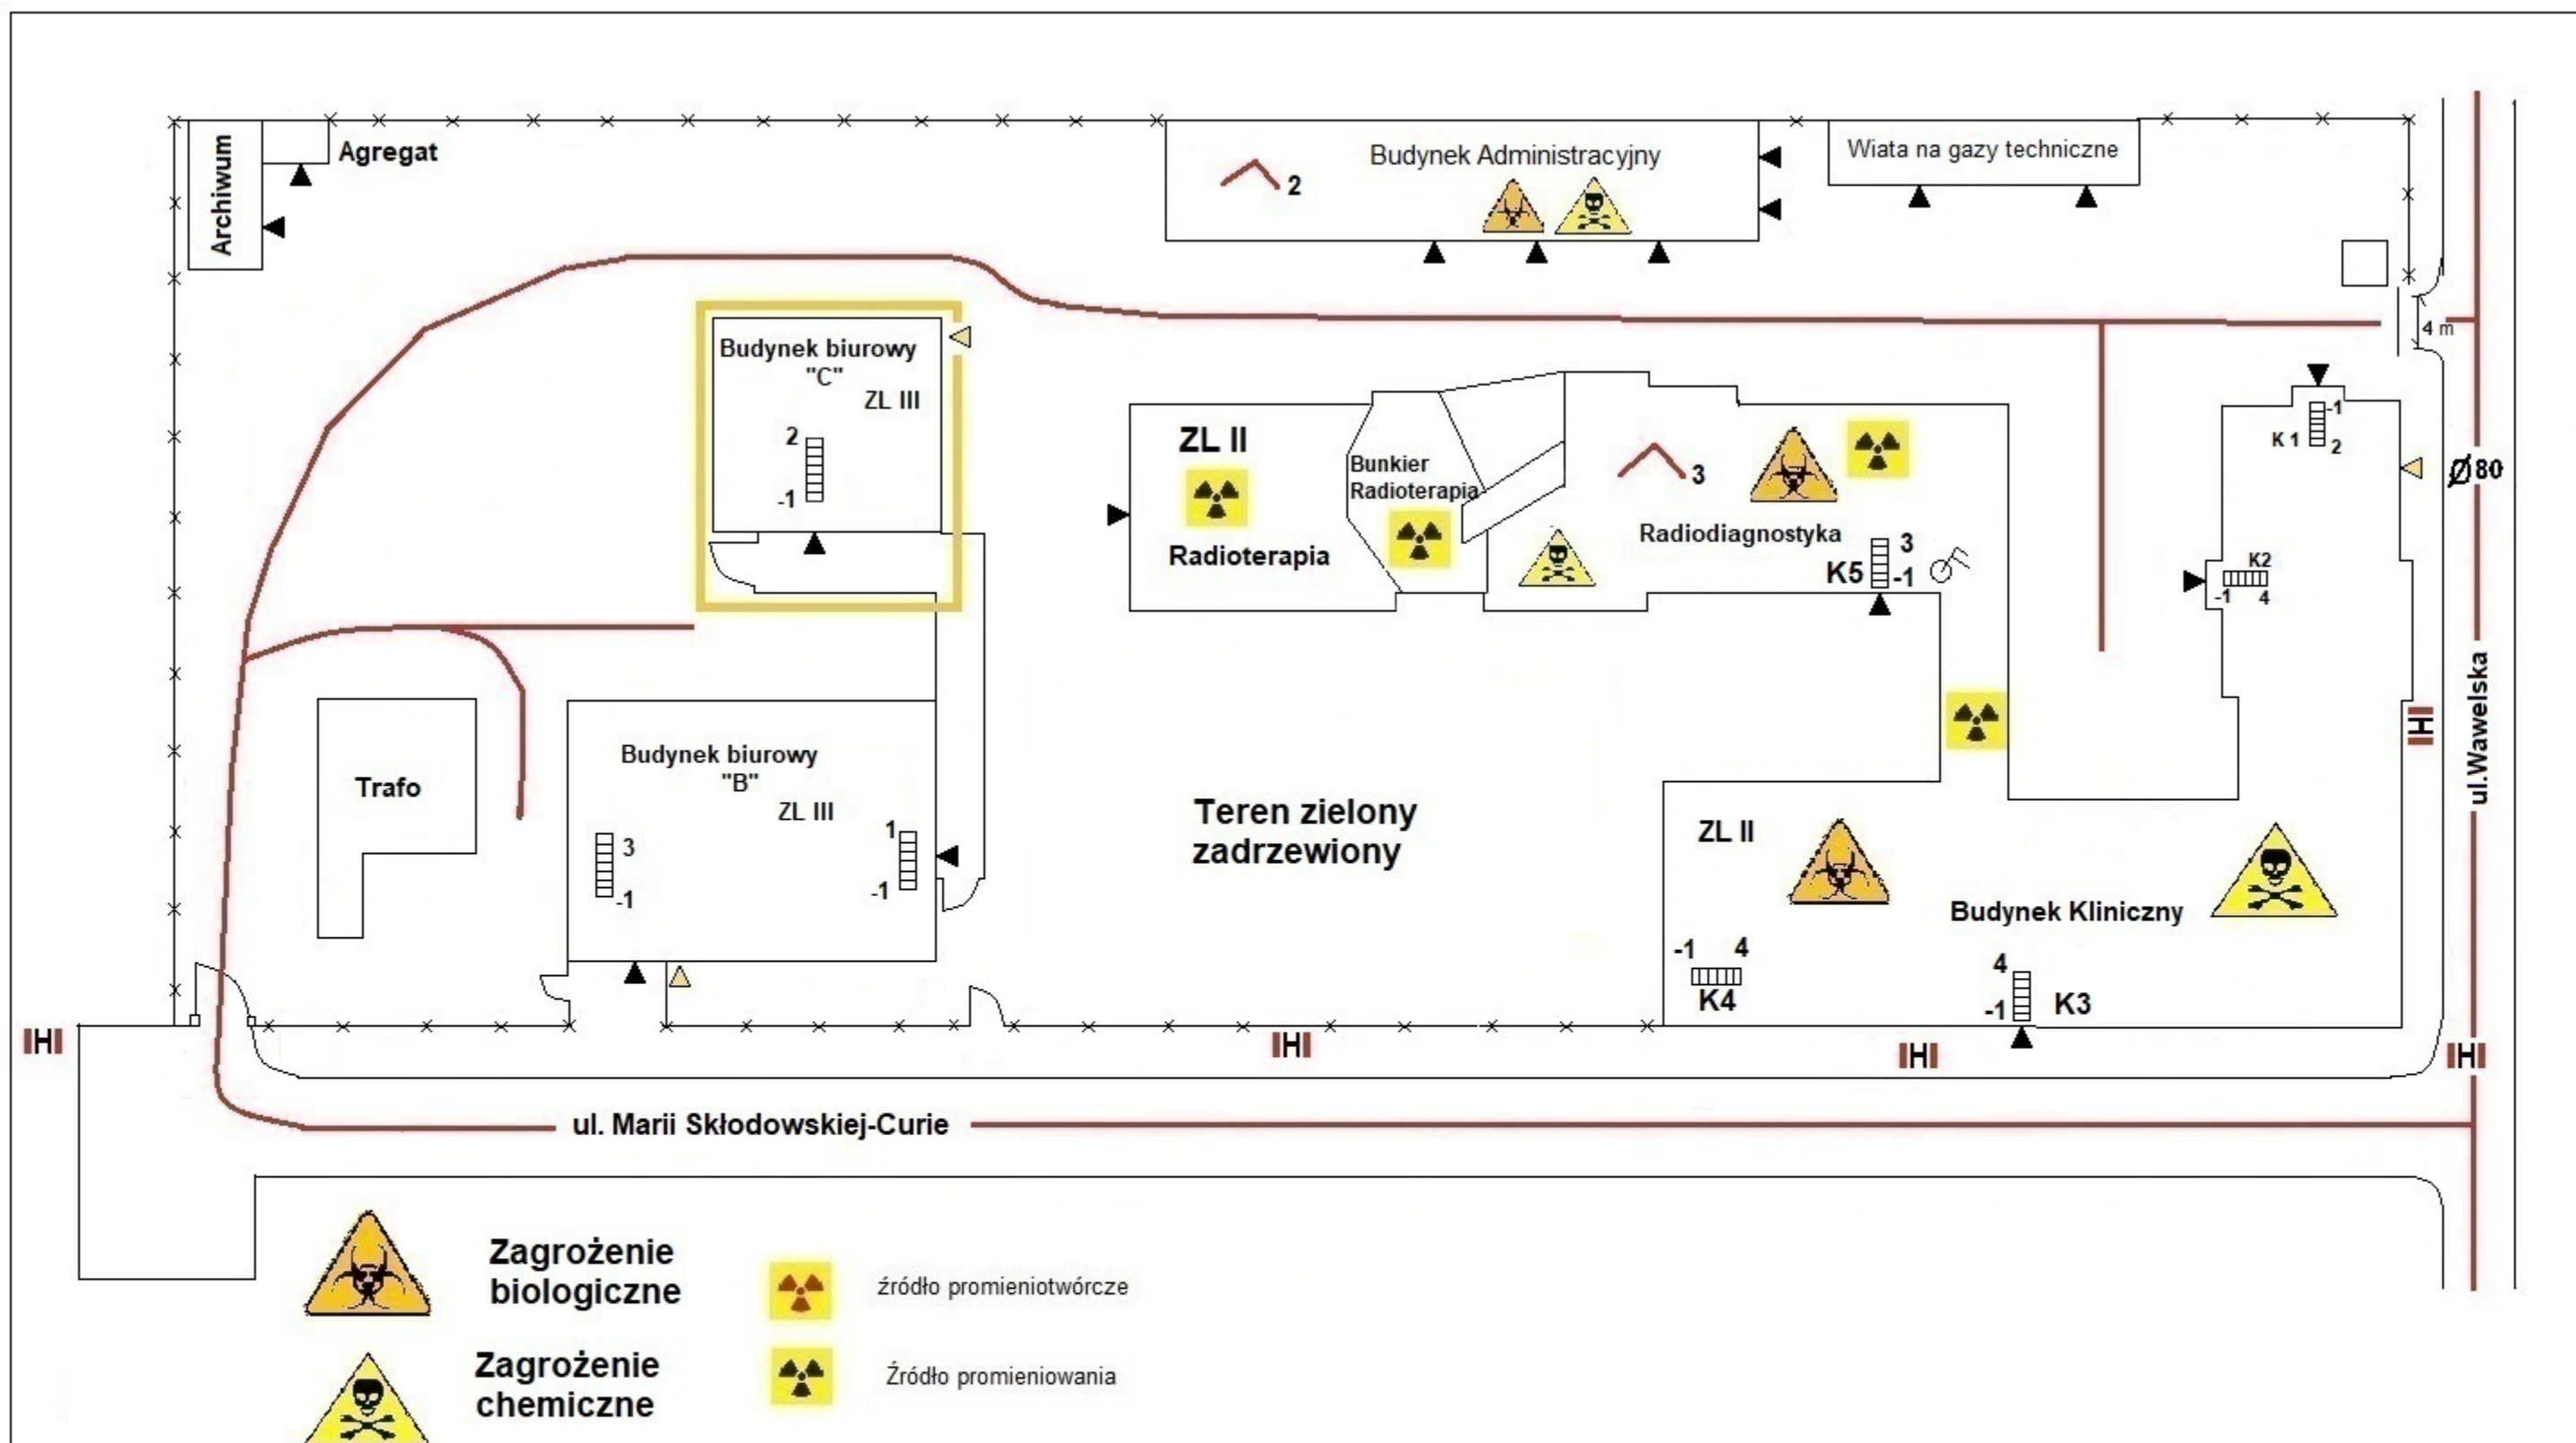 Archiwum
Agregat
2
Budynek Administracyjny
Wiata na gazy techniczne
4 m
Budynek biurowy
"C"
ZL III
2
-1
ZL II
Radioterapia
Bunkier
Radioterapia
3
Radiodiagnostyka
K5
3
-1
-1
K 1
2
K2
-1 4
Ø80
ul.Wawelska
H
Trafo
Budynek biurowy
"B"
ZL III
3
-1
1
-1
Teren zielony
zadrzewiony
ZL II
Budynek Kliniczny
-1 4
K4
4
-1
K3
H
H
H
H
ul. Marii Skłodowskiej-Curie
Zagrożenie
biologiczne
źródło promieniotwórcze
Zagrożenie
chemiczne
Źródło promieniowania